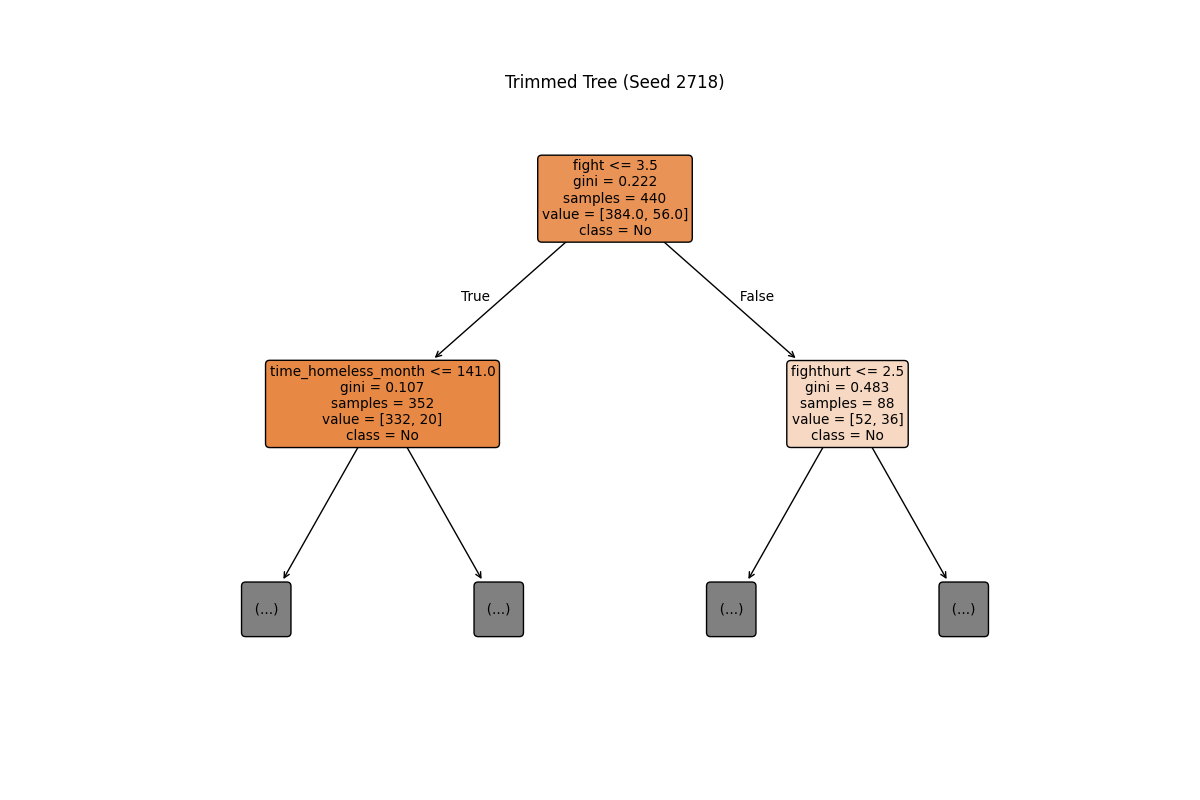 Trimmed Tree (Seed 2718)
fight <= 3.5
gini = 0.222
samples = 440
value = [384.0, 56.0]
class = No
True
False
time_homeless_month <= 141.0
gini = 0.107
samples = 352
value = [332, 20]
class = No
fighthurt <= 2.5
gini = 0.483
samples = 88
value = [52, 36]
class = No
(...)
(...)
(...)
(...)